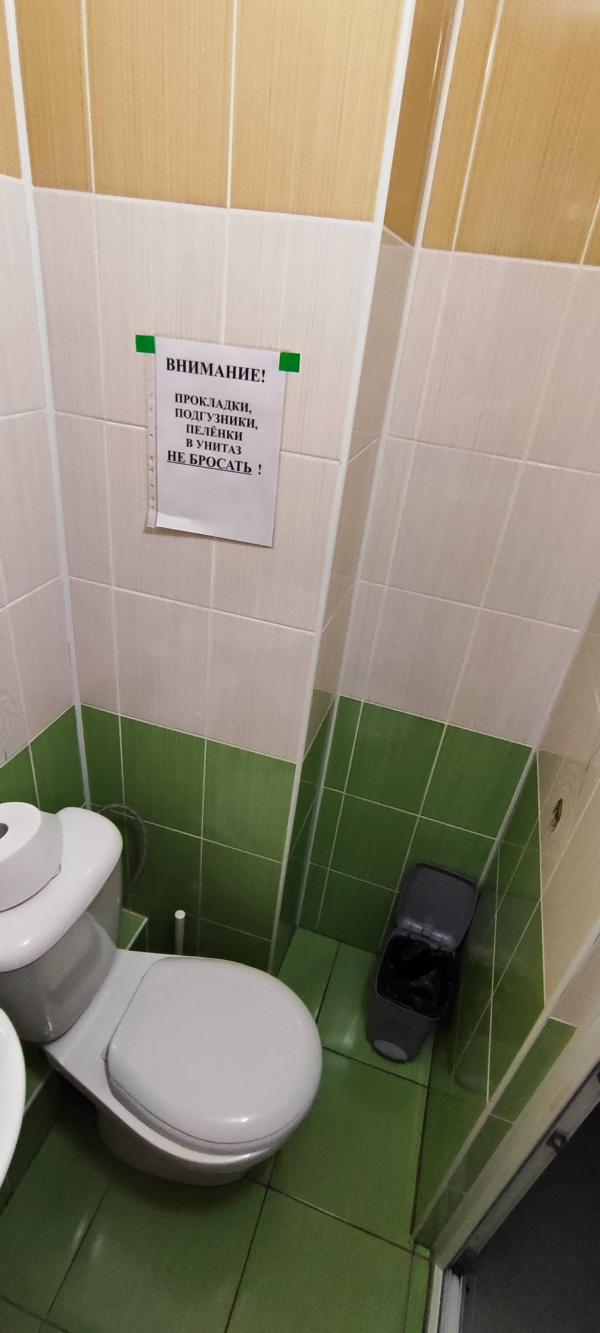 ВНИМАНИЕ!
ПРОКЛАДКИ,
ПОДГУЗНИКИ,
ПЕЛЁНКИ
В УНИТАЗ
НЕ БРОСАТЬ !